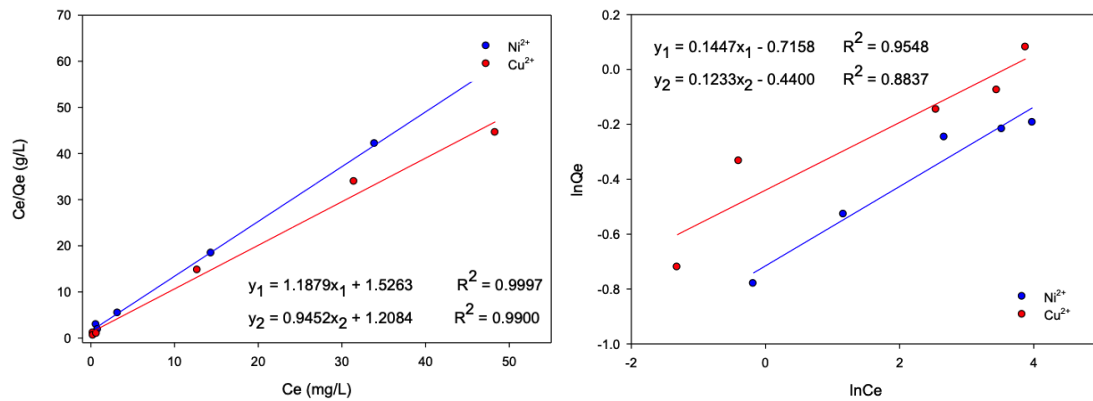 70
60
50
40
30
20
10
0
Ce/Qe (g/L)
Ni²⁺
Cu²⁺
y₁ = 1.1879x₁ + 1.5263 R² = 0.9997
y₂ = 0.9452x₂ + 1.2084 R² = 0.9900
0 10 20 30 40 50
Ce (mg/L)
0.2
0.0
-0.2
-0.4
-0.6
-0.8
-1.0
lnQe
y₁ = 0.1447x₁ - 0.7158 R² = 0.9548
y₂ = 0.1233x₂ - 0.4400 R² = 0.8837
Ni²⁺
Cu²⁺
0 2 4
lnCe